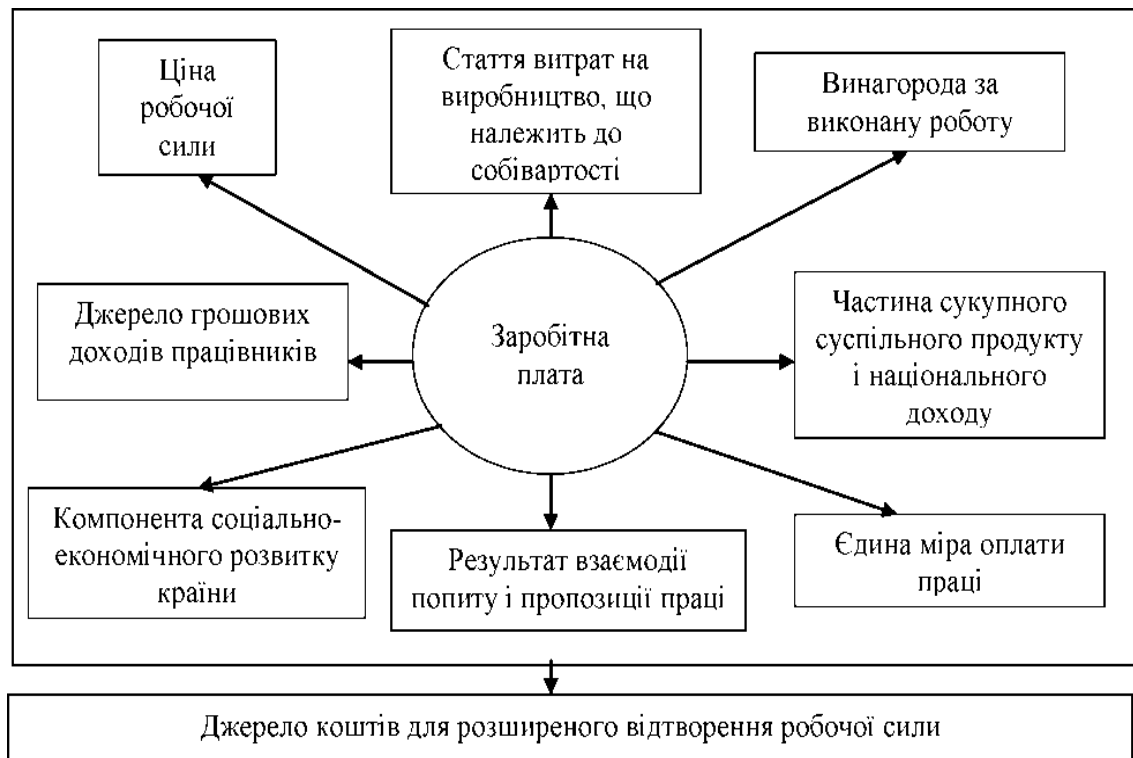 Ціна
робочої
сили
Стаття витрат на
виробництво, що
належить до
собівартості
Винагорода за
виконану роботу
Джерело грошових
доходів працівників
Заробітна
плата
Частина сукупного
суспільного продукту
і національного
доходу
Компонента соціально-
економічного розвитку
країни
Результат взаємодії
попиту і пропозиції праці
Єдина міра оплати
праці
Джерело коштів для розширеного відтворення робочої сили